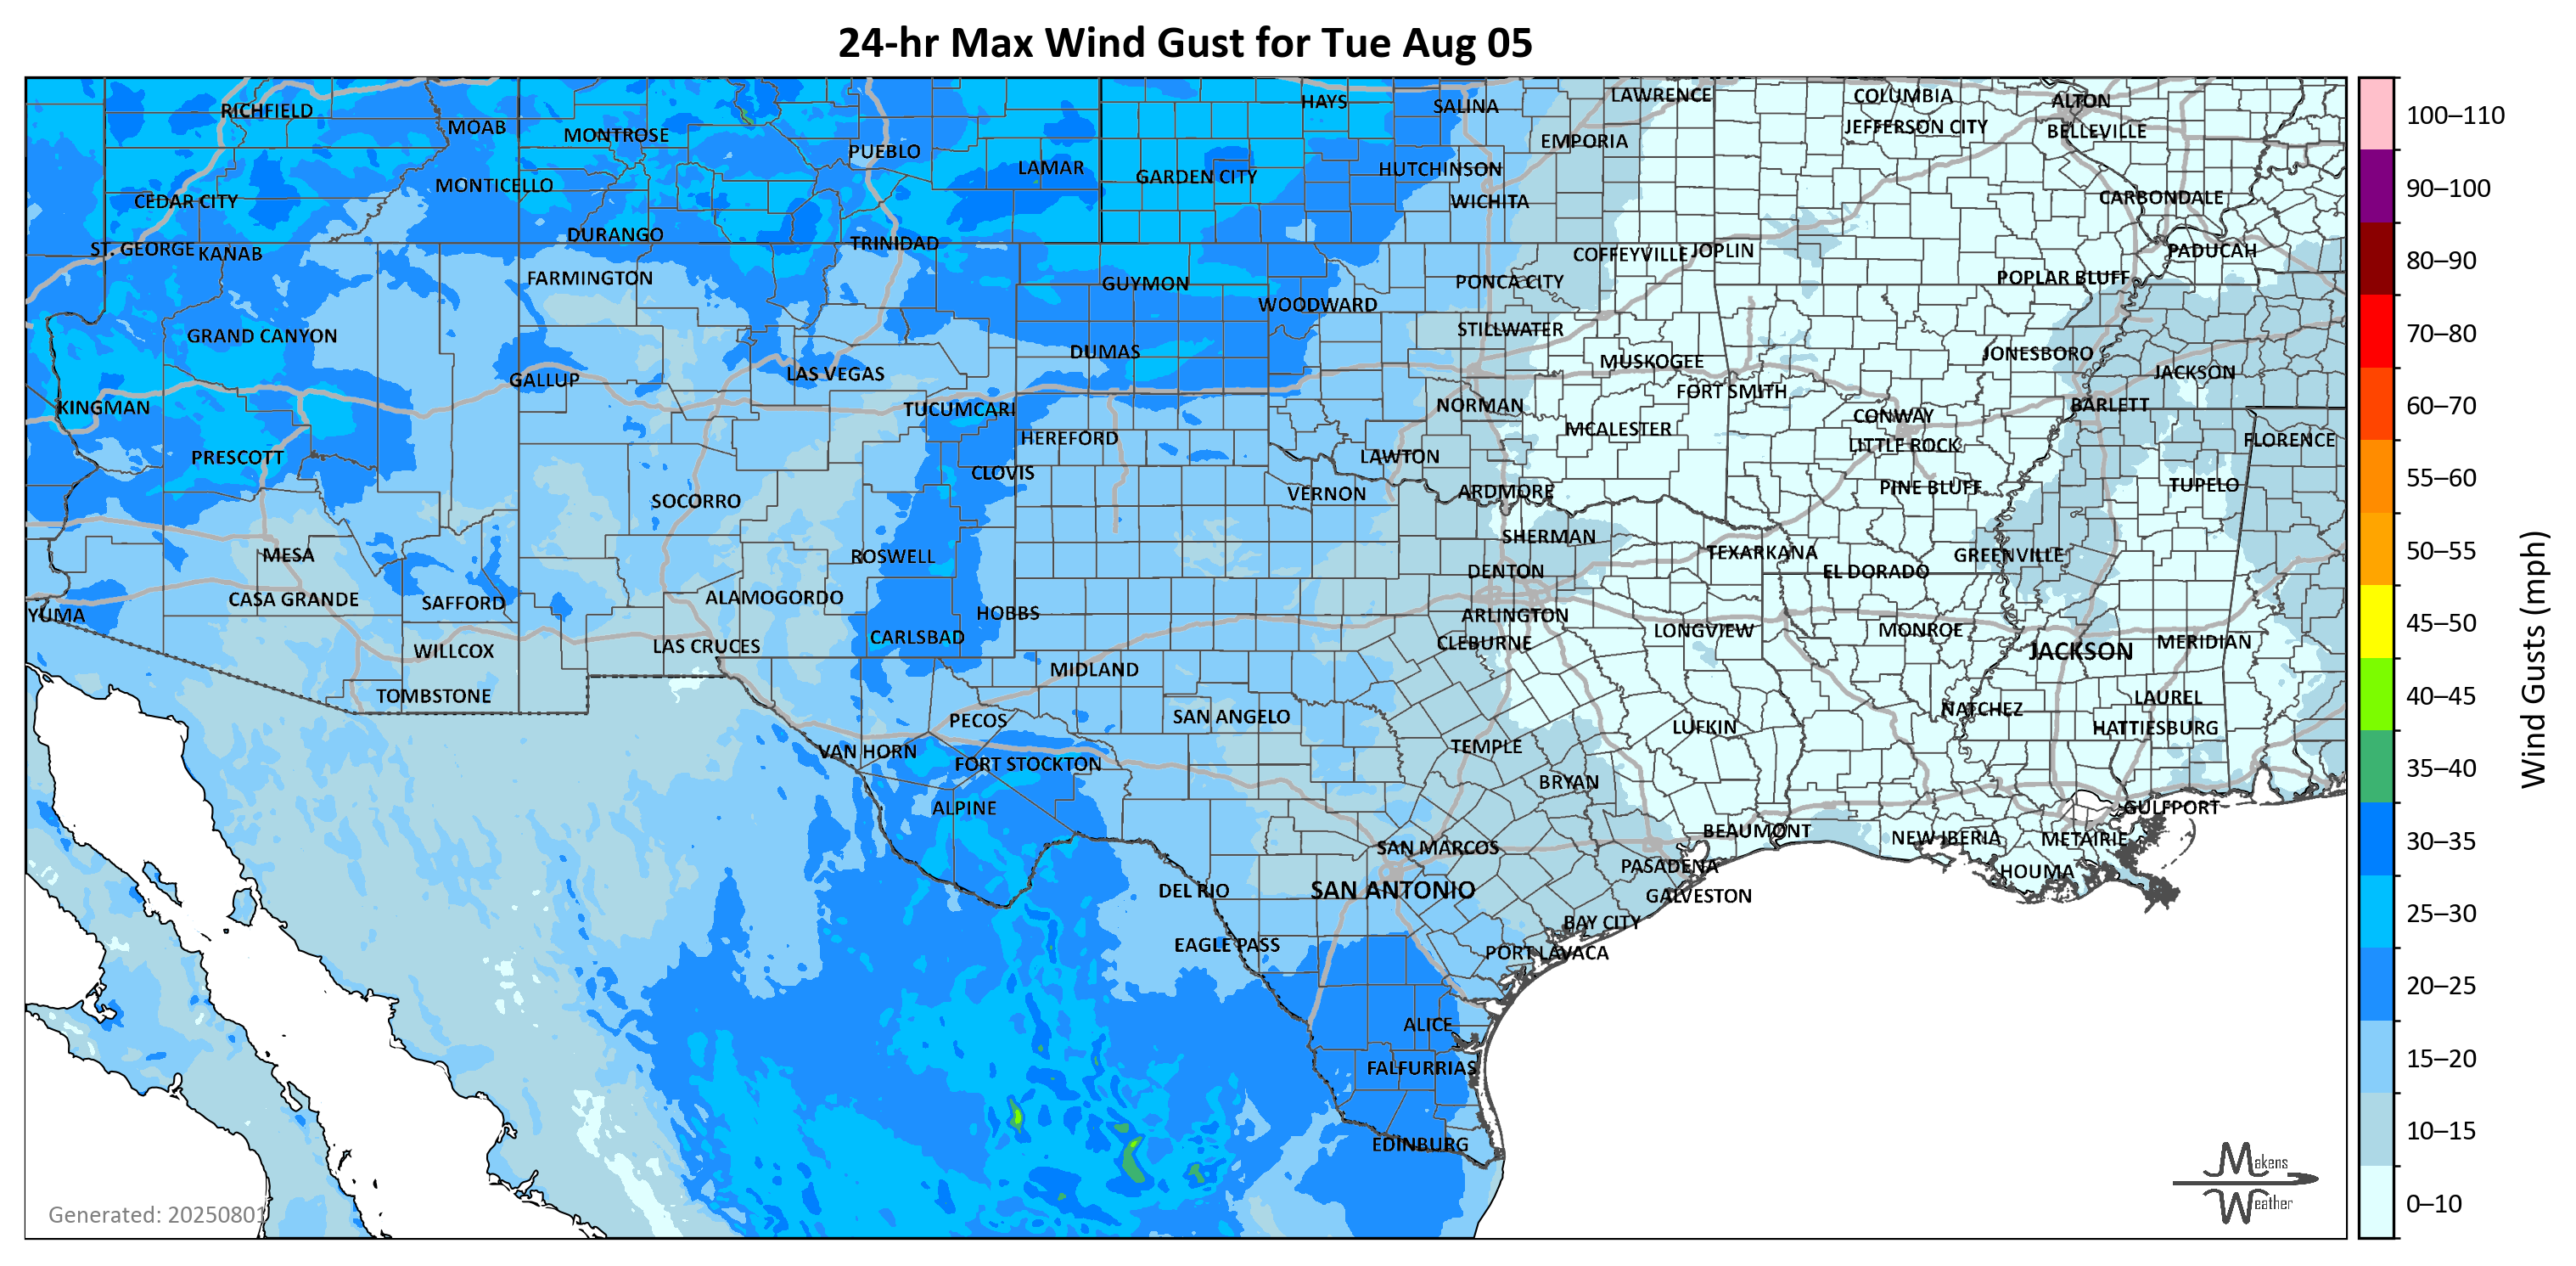 24-hr Max Wind Gust for Tue Aug 05
RICHFIELD
MOAB
MONTROSE
PUEBLO
LAMAR
HAYS
SALINA
LAWRENCE
COLUMBIA
ALTON
EMPORIA
JEFFERSON CITY
BELLEVILLE
CEDAR CITY
MONTICELLO
GARDEN CITY
HUTCHINSON
WICHITA
CARBONDALE
ST. GEORGE
KANAB
DURANGO
TRINIDAD
COFFEYVILLE
JOPLIN
PADUCAH
FARMINGTON
GUYMON
WOODWARD
PONCA CITY
POPLAR BLUFF
GRAND CANYON
DUMAS
STILLWATER
MUSKOGEE
JONESBORO
GALLUP
LAS VEGAS
FORT SMITH
JACKSON
KINGMAN
TUCUMCARI
NORMAN
CONWAY
BARLETT
HEREFORD
MCALESTER
LITTLE ROCK
FLORENCE
PRESCOTT
CLOVIS
LAWTON
SOCORRO
VERNON
ARDMORE
PINE BLUFF
TUPELO
MESA
ROSWELL
SHERMAN
TEXARKANA
GREENVILLE
DENTON
EL DORADO
YUMA
CASA GRANDE
SAFFORD
ALAMOGORDO
HOBBS
ARLINGTON
CARLSBAD
CLEBURNE
LONGVIEW
MONROE
WILLCOX
LAS CRUCES
JACKSON
MERIDIAN
TOMBSTONE
MIDLAND
LAUREL
PECOS
SAN ANGELO
NATCHEZ
VAN HORN
TEMPLE
LUFKIN
HATTIESBURG
FORT STOCKTON
BRYAN
ALPINE
GULFPORT
SAN MARCOS
BEAUMONT
NEW IBERIA
METAIRIE
DEL RIO
SAN ANTONIO
PASADENA
HOUMA
GALVESTON
EAGLE PASS
BAY CITY
PORT LAVACA
ALICE
FALFURRIAS
EDINBURG
Generated: 20250801
Makens
Weather
100–110
90–100
80–90
70–80
60–70
55–60
50–55
45–50
40–45
35–40
30–35
25–30
20–25
15–20
10–15
0–10
Wind Gusts (mph)